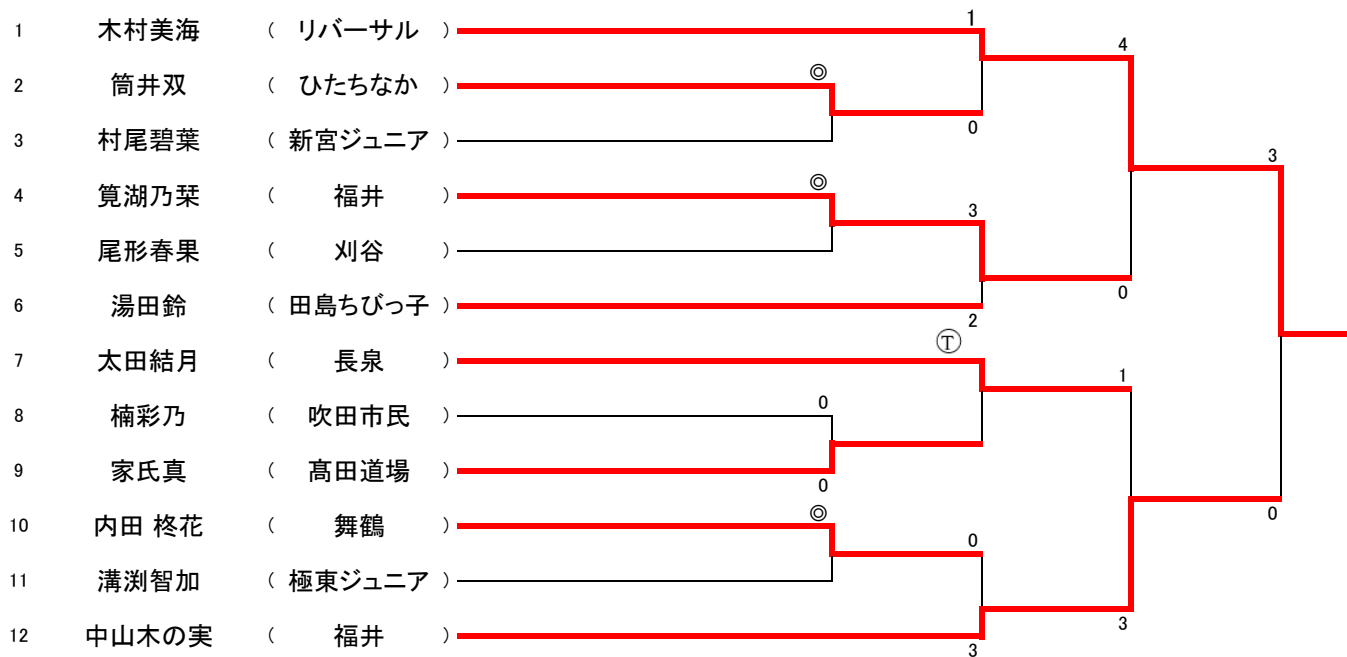 1 木村美海 ( リバーサル ) 1
4
2 筒井双 ( ひたちなか ) ◎
0
3 村尾碧葉 ( 新宮ジュニア )
3
4 筧湖乃栞 ( 福井 ) ◎
3
5 尾形春果 ( 刈谷 )
0
6 湯田鈴 ( 田島ちびっ子 )
2
Ⓣ
7 太田結月 ( 長泉 )
1
8 楠彩乃 ( 吹田市民 ) 0
9 家氏真 ( 髙田道場 )
0
0
10 内田 柊花 ( 舞鶴 ) ◎
0
11 溝渕智加 ( 極東ジュニア )
3
12 中山木の実 ( 福井 )
3